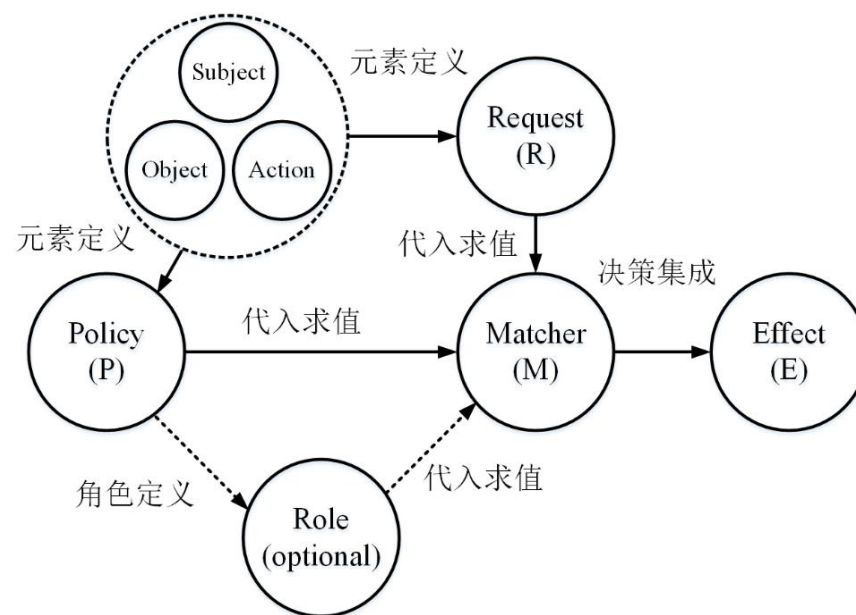 Subject
元素定义
Request
(R)
Object
Action
元素定义
代入求值
决策集成
Policy
(P)
代入求值
Matcher
(M)
Effect
(E)
角色定义
代入求值
Role
(optional)